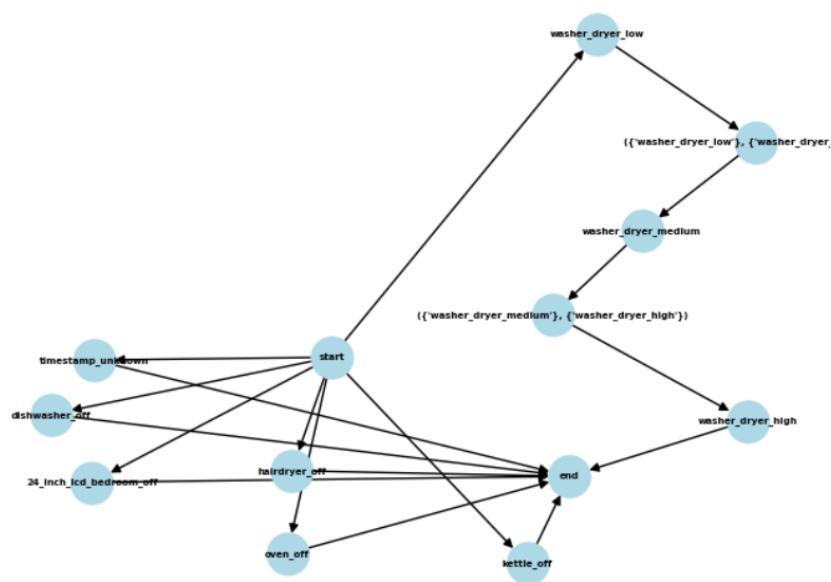 washer_dryer_low
({'washer_dryer_low'}, {'washer_dryer_
washer_dryer_medium
({'washer_dryer_medium'}, {'washer_dryer_high'})
start
timestamp_unknown
dishwasher_off
washer_dryer_high
hairdryer_off
end
24_inch_lcd_bedroom_off
oven_off
kettle_off